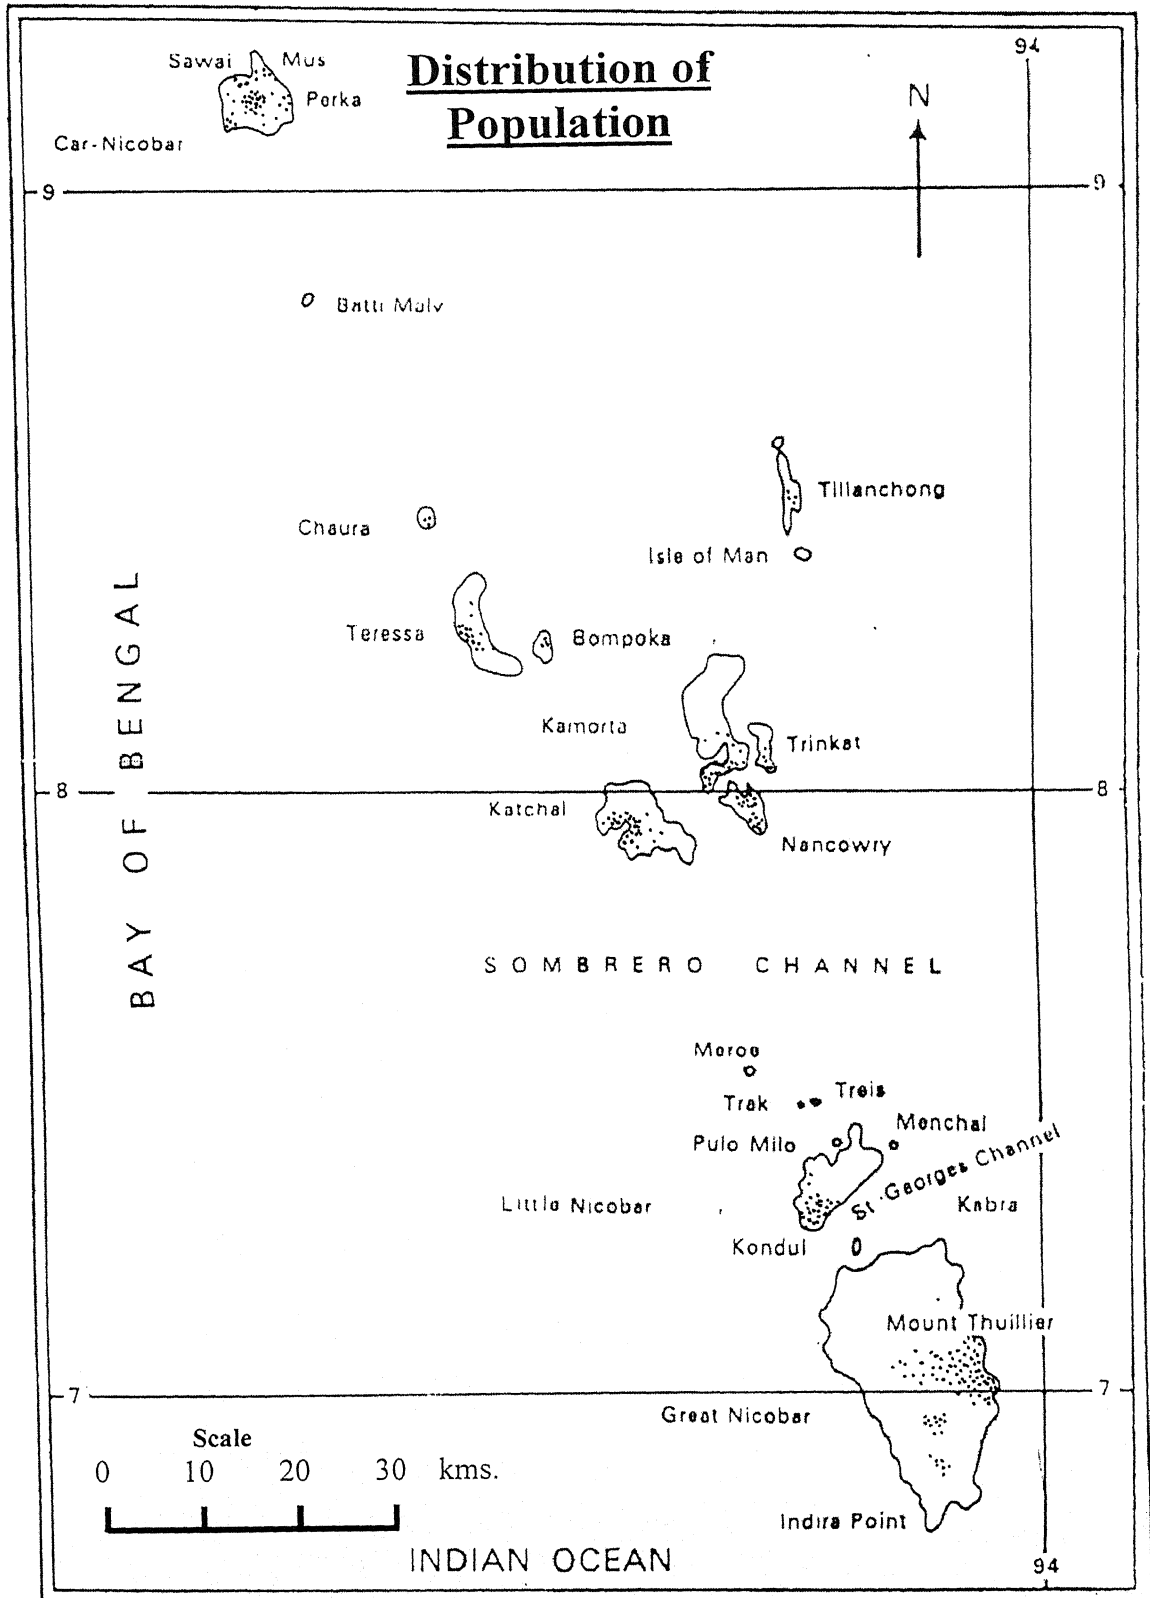 Distribution of
Population
94
N
Sawai
Mus
Perka
Car-Nicobar
9
9
Batti Malv
Tillanchong
Chaura
Isle of Man
Teressa
Bompoka
Kamorta
Trinkat
8
8
Katchal
Nancowry
BAY OF BENGAL
SOMBRERO CHANNEL
Meroe
Treis
Trak
Menchal
Pulo Milo
St Georges Channel
Little Nicobar
Kabra
Kondul
Mount Thuillier
7
7
Great Nicobar
Scale
0 10 20 30 kms.
Indira Point
INDIAN OCEAN
94